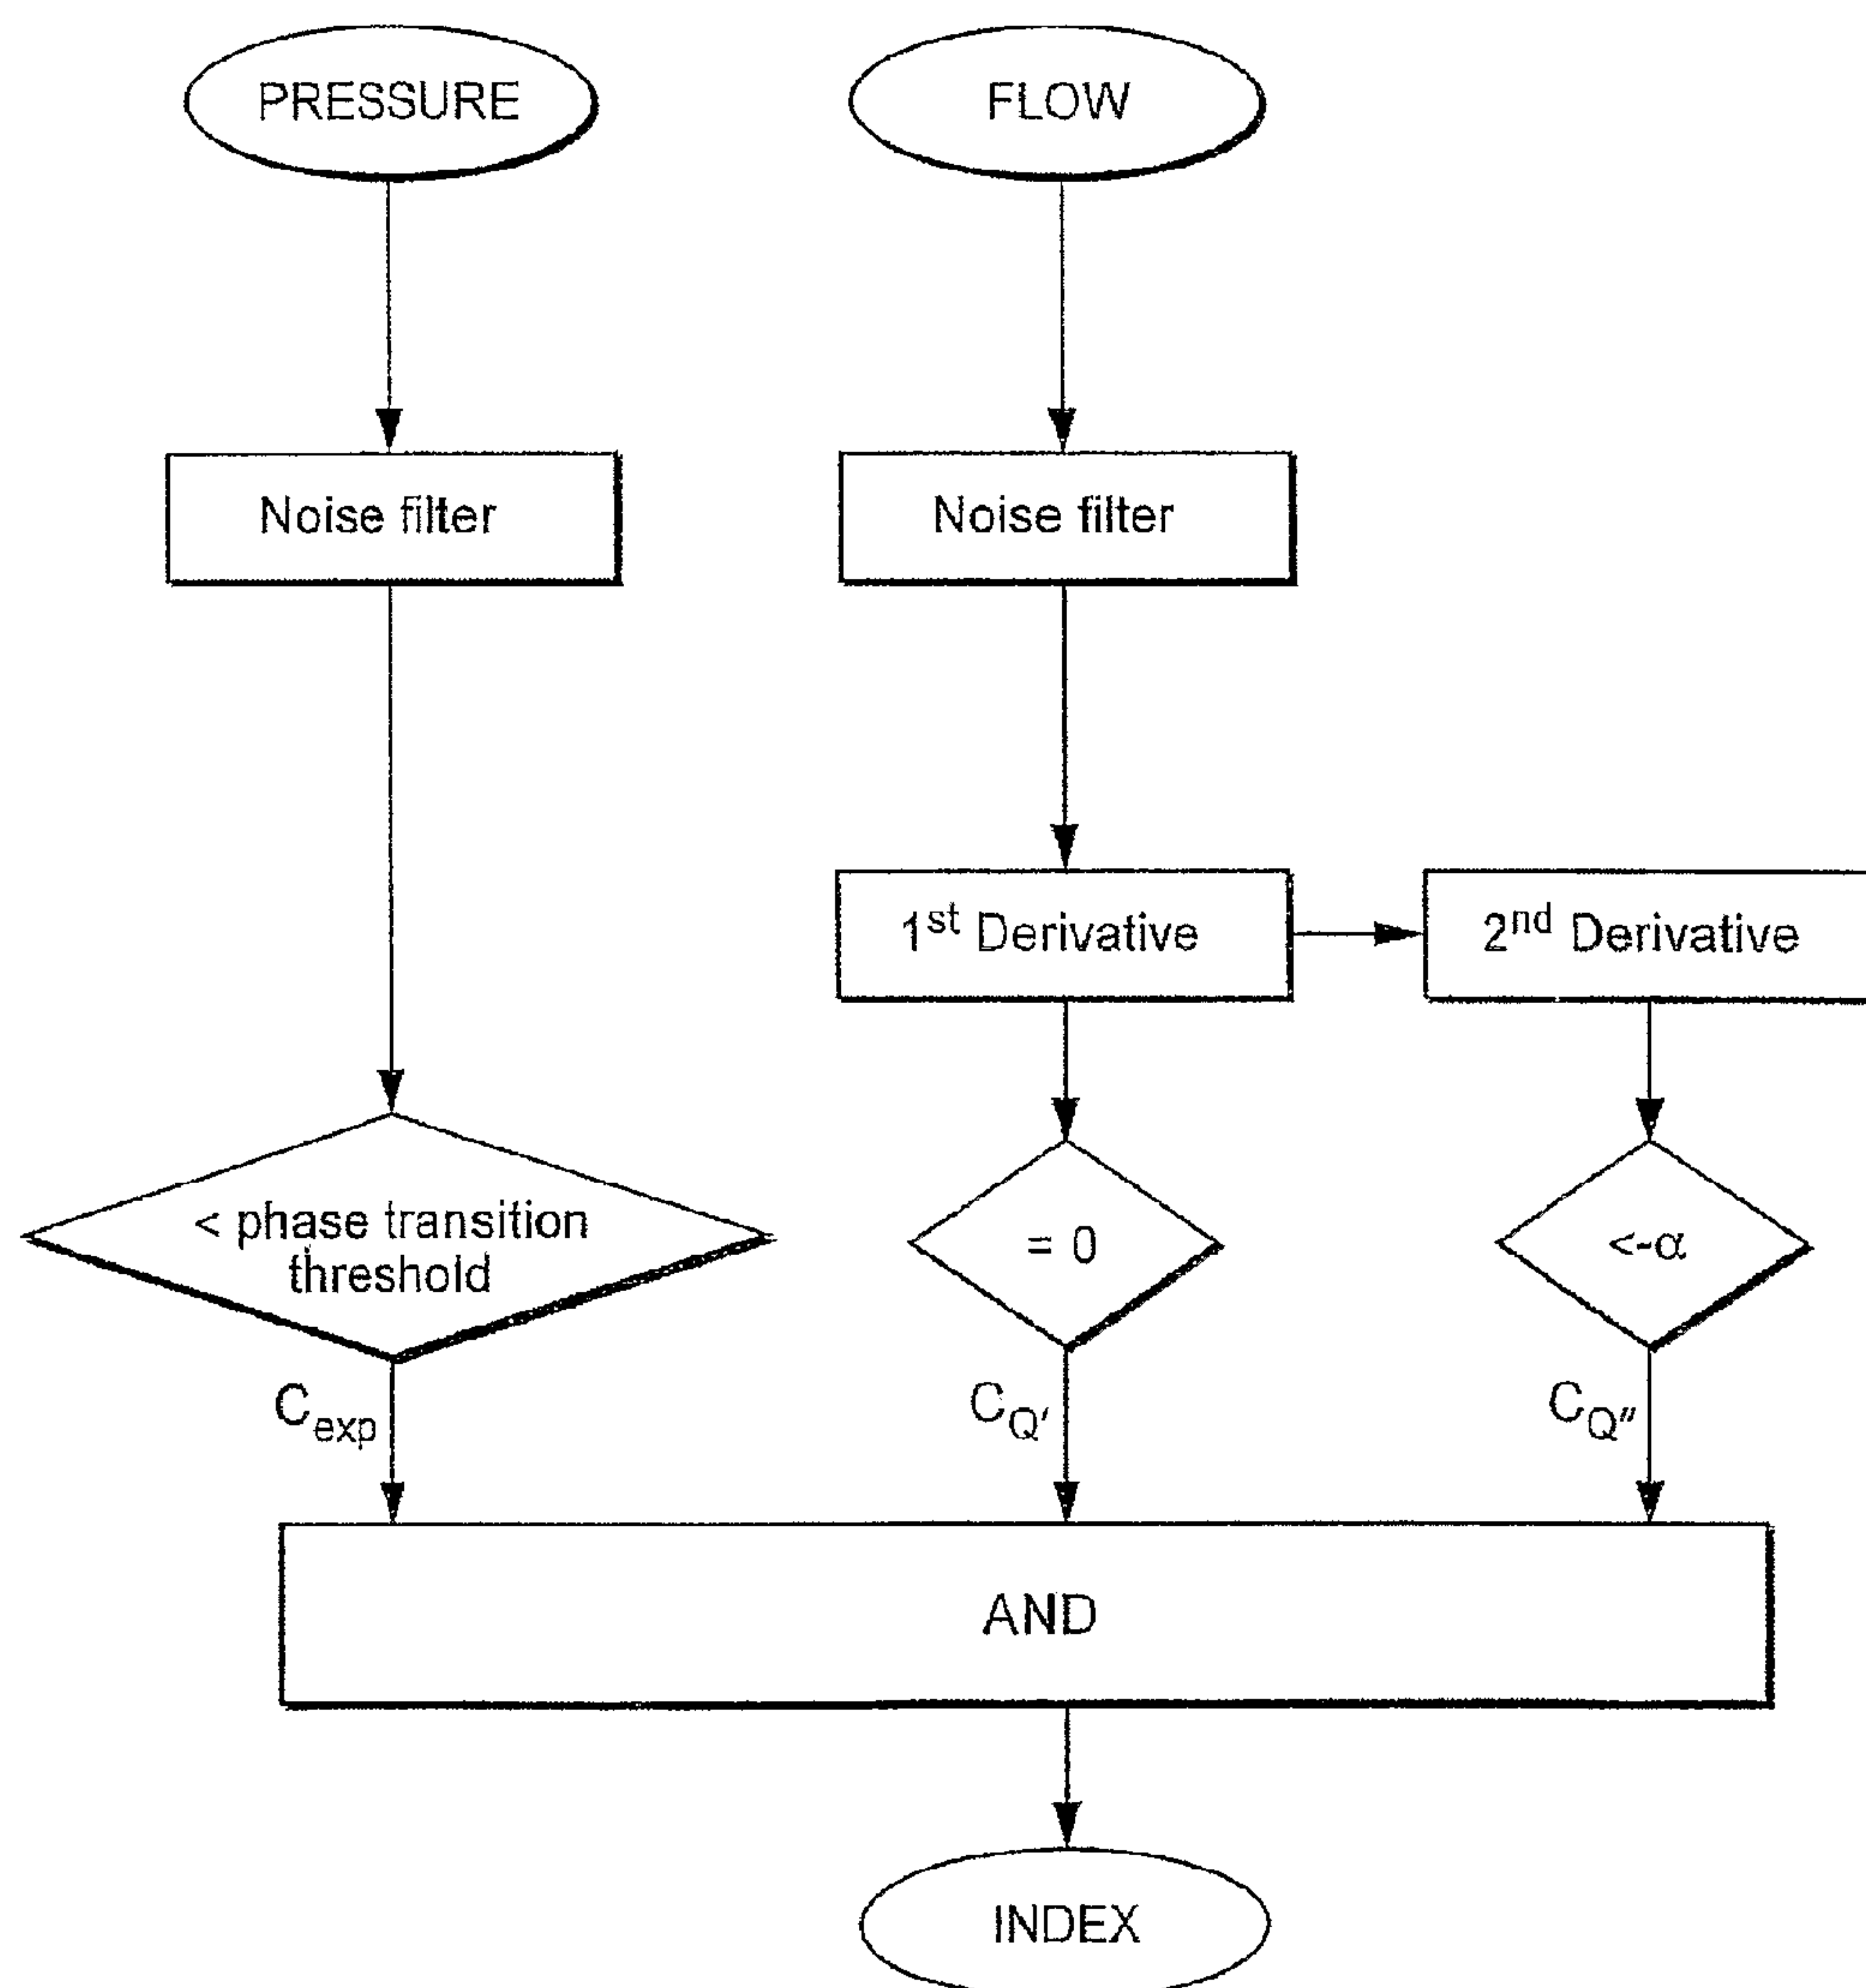 PRESSURE
FLOW
Noise filter
Noise filter
1st Derivative
2nd Derivative
< phase transition
threshold
= 0
<-α
Cexp
CQ′
CQ″
AND
INDEX